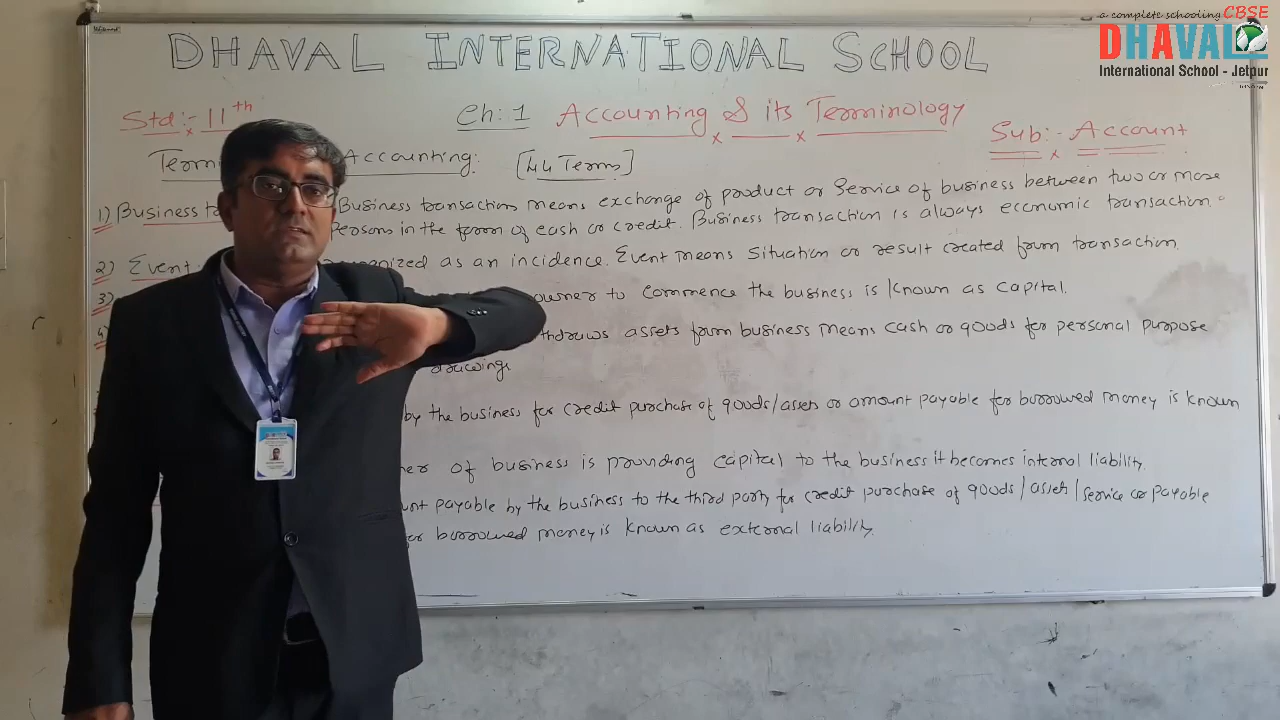 a complete schooling CBSE
DHAVAL
International School - Jetpur
DHAVAL INTERNATIONAL SCHOOL
Std:- 11th
Ch: 1 Accounting & its Terminology
Sub:- Account
Accounting: [44 Terms]
1) Business Business transaction means exchange of product or Service of business between two or more
Persons in the form of cash or credit. Business transaction is always economic transaction.
2) Event as an incidence. Event means Situation or result created from transaction.
3) owner to commence the business is known as capital.
4) assets from business means cash or goods for personal purpose
by the business for credit purchase of goods/assets or amount payable for borrowed money is known
of business is providing capital to the business it becomes internal liability.
payable by the business to the third party for credit purchase of goods/assets/service or payable
for borrowed money is known as external liability.